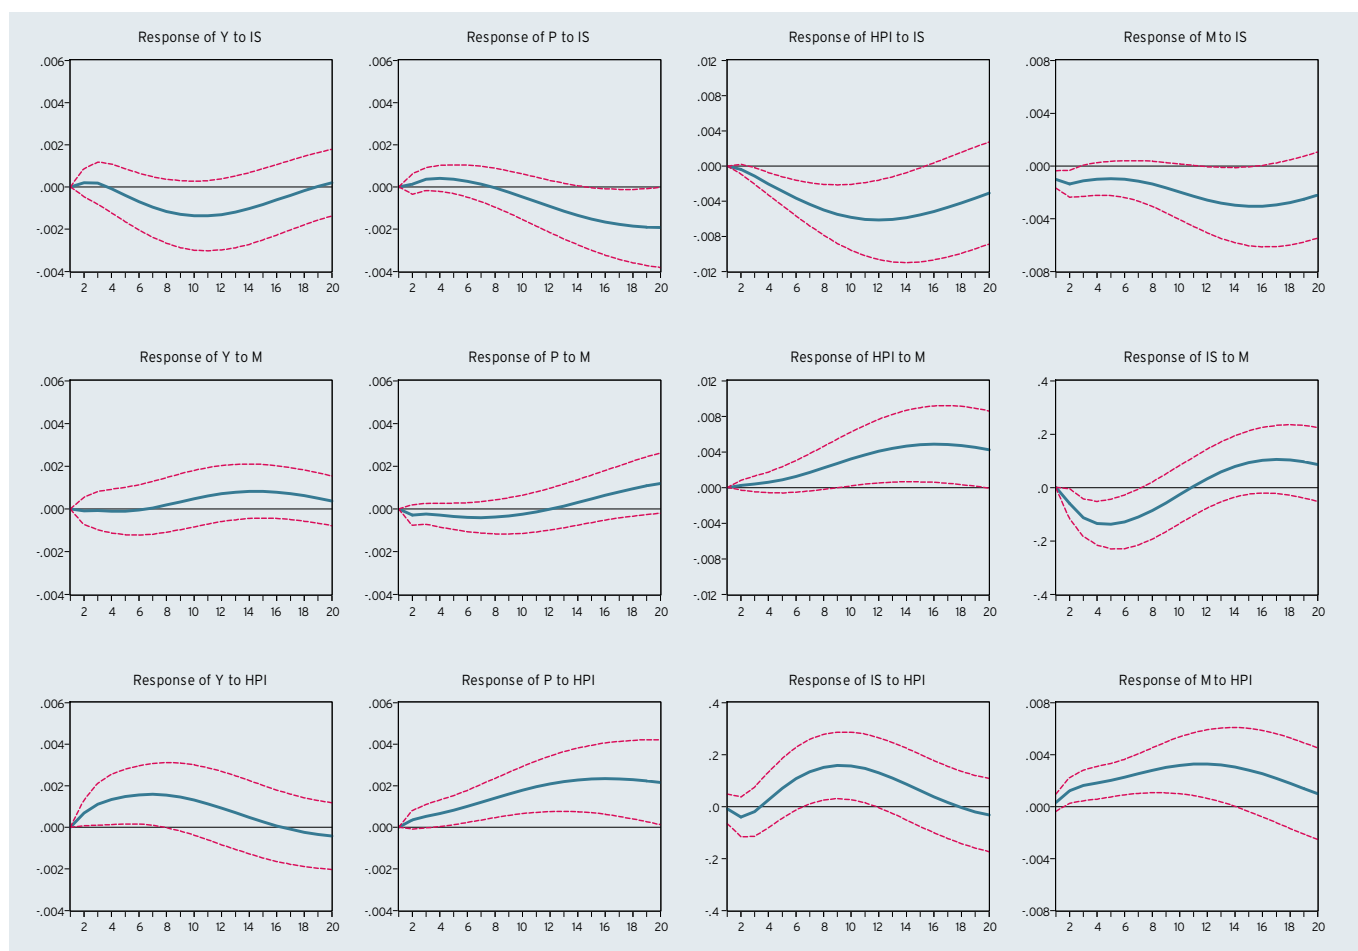 Response of Y to IS
.006
.004
.002
.000
-.002
-.004
2 4 6 8 10 12 14 16 18 20
Response of P to IS
.006
.004
.002
.000
-.002
-.004
2 4 6 8 10 12 14 16 18 20
Response of HPI to IS
.012
.008
.004
.000
-.004
-.008
-.012
2 4 6 8 10 12 14 16 18 20
Response of M to IS
.008
.004
.000
-.004
-.008
2 4 6 8 10 12 14 16 18 20
Response of Y to M
.006
.004
.002
.000
-.002
-.004
2 4 6 8 10 12 14 16 18 20
Response of P to M
.006
.004
.002
.000
-.002
-.004
2 4 6 8 10 12 14 16 18 20
Response of HPI to M
.012
.008
.004
.000
-.004
-.008
-.012
2 4 6 8 10 12 14 16 18 20
Response of IS to M
.4
.2
.0
-.2
-.4
2 4 6 8 10 12 14 16 18 20
Response of Y to HPI
.006
.004
.002
.000
-.002
-.004
2 4 6 8 10 12 14 16 18 20
Response of P to HPI
.006
.004
.002
.000
-.002
-.004
2 4 6 8 10 12 14 16 18 20
Response of IS to HPI
.4
.2
.0
-.2
-.4
2 4 6 8 10 12 14 16 18 20
Response of M to HPI
.008
.004
.000
-.004
-.008
2 4 6 8 10 12 14 16 18 20